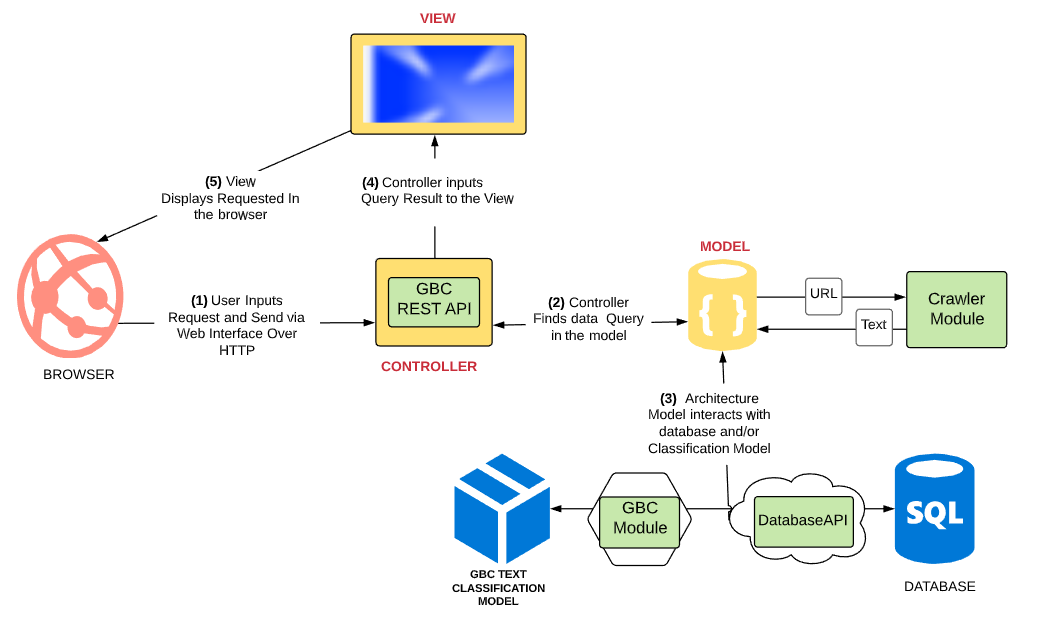 VIEW
(5) View
Displays Requested In
the browser
(4) Controller inputs
Query Result to the View
BROWSER
(1) User Inputs
Request and Send via
Web Interface Over
HTTP
GBC
REST API
CONTROLLER
(2) Controller
Finds data Query
in the model
MODEL
{ }
URL
Text
Crawler
Module
(3) Architecture
Model interacts with
database and/or
Classification Model
GBC TEXT
CLASSIFICATION
MODEL
GBC
Module
DatabaseAPI
SQL
DATABASE